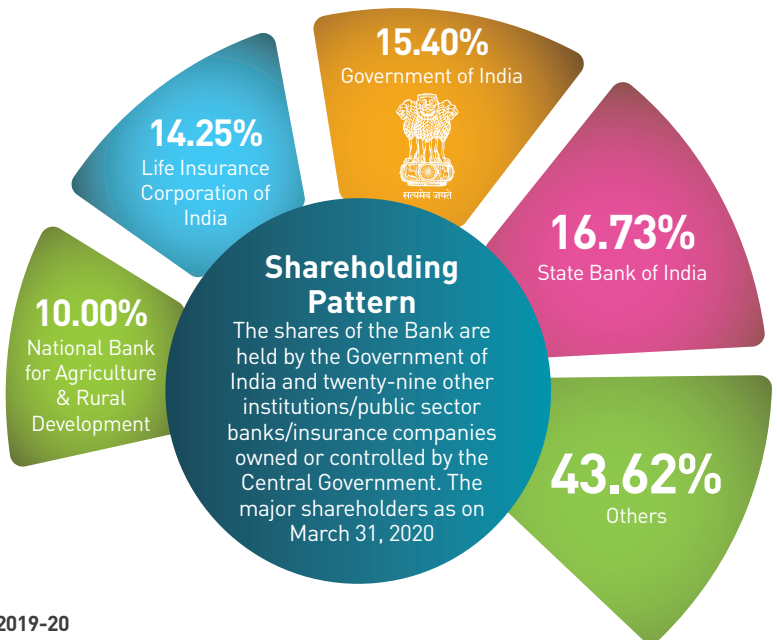 15.40%
Government of India
सत्यमेव जयते
14.25%
Life Insurance
Corporation of
India
16.73%
State Bank of India
10.00%
National Bank
for Agriculture
& Rural
Development
Shareholding
Pattern
The shares of the Bank are
held by the Government of
India and twenty-nine other
institutions/public sector
banks/insurance companies
owned or controlled by the
Central Government. The
major shareholders as on
March 31, 2020
43.62%
Others
2019-20